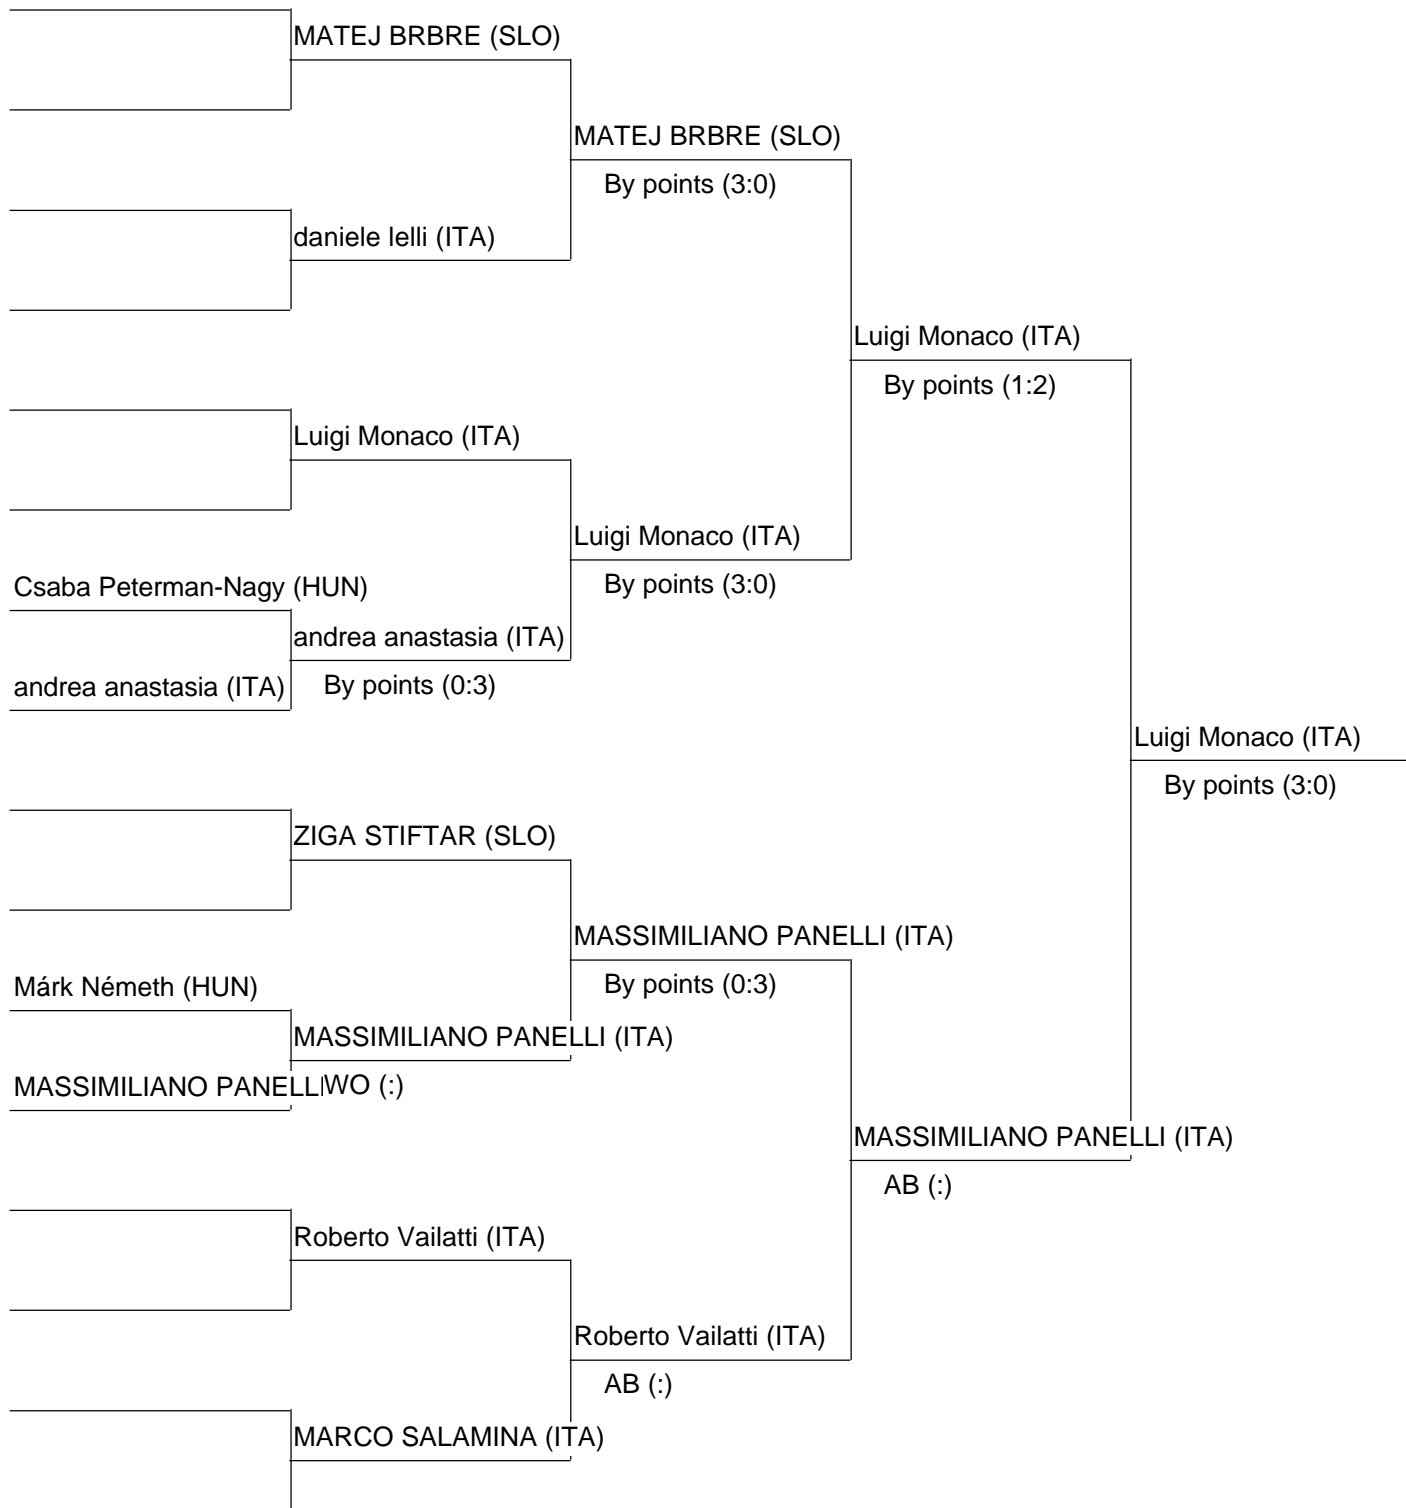 MATEJ BRBRE (SLO)
MATEJ BRBRE (SLO)
By points (3:0)
daniele lelli (ITA)
Luigi Monaco (ITA)
By points (1:2)
Luigi Monaco (ITA)
Luigi Monaco (ITA)
By points (3:0)
Csaba Peterman-Nagy (HUN)
andrea anastasia (ITA)
andrea anastasia (ITA)
By points (0:3)
Luigi Monaco (ITA)
By points (3:0)
ZIGA STIFTAR (SLO)
MASSIMILIANO PANELLI (ITA)
By points (0:3)
Márk Németh (HUN)
MASSIMILIANO PANELLI (ITA)
MASSIMILIANO PANELLI
WO (:)
MASSIMILIANO PANELLI (ITA)
AB (:)
Roberto Vailatti (ITA)
Roberto Vailatti (ITA)
AB (:)
MARCO SALAMINA (ITA)